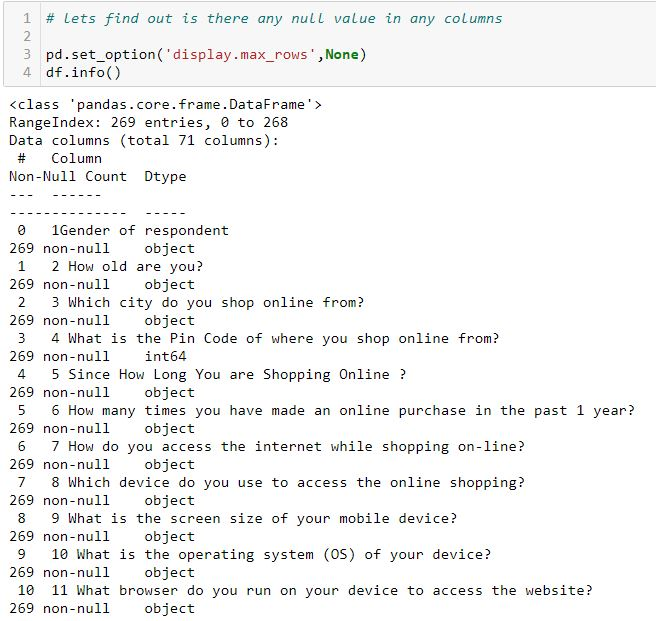 1 # Lets find out is there any null value in any columns
2
3 pd.set_option('display.max_rows',None)
4 df.info()
<class 'pandas.core.frame.DataFrame'>
RangeIndex: 269 entries, 0 to 268
Data columns (total 71 columns):
 #   Column
Non-Null Count  Dtype
---  ------
--------------  -----
 0   1Gender of respondent
269 non-null    object
 1   2 How old are you?
269 non-null    object
 2   3 Which city do you shop online from?
269 non-null    object
 3   4 What is the Pin Code of where you shop online from?
269 non-null    int64
 4   5 Since How Long You are Shopping Online ?
269 non-null    object
 5   6 How many times you have made an online purchase in the past 1 year?
269 non-null    object
 6   7 How do you access the internet while shopping on-line?
269 non-null    object
 7   8 Which device do you use to access the online shopping?
269 non-null    object
 8   9 What is the screen size of your mobile device?
269 non-null    object
 9   10 What is the operating system (OS) of your device?
269 non-null    object
 10  11 What browser do you run on your device to access the website?
269 non-null    object